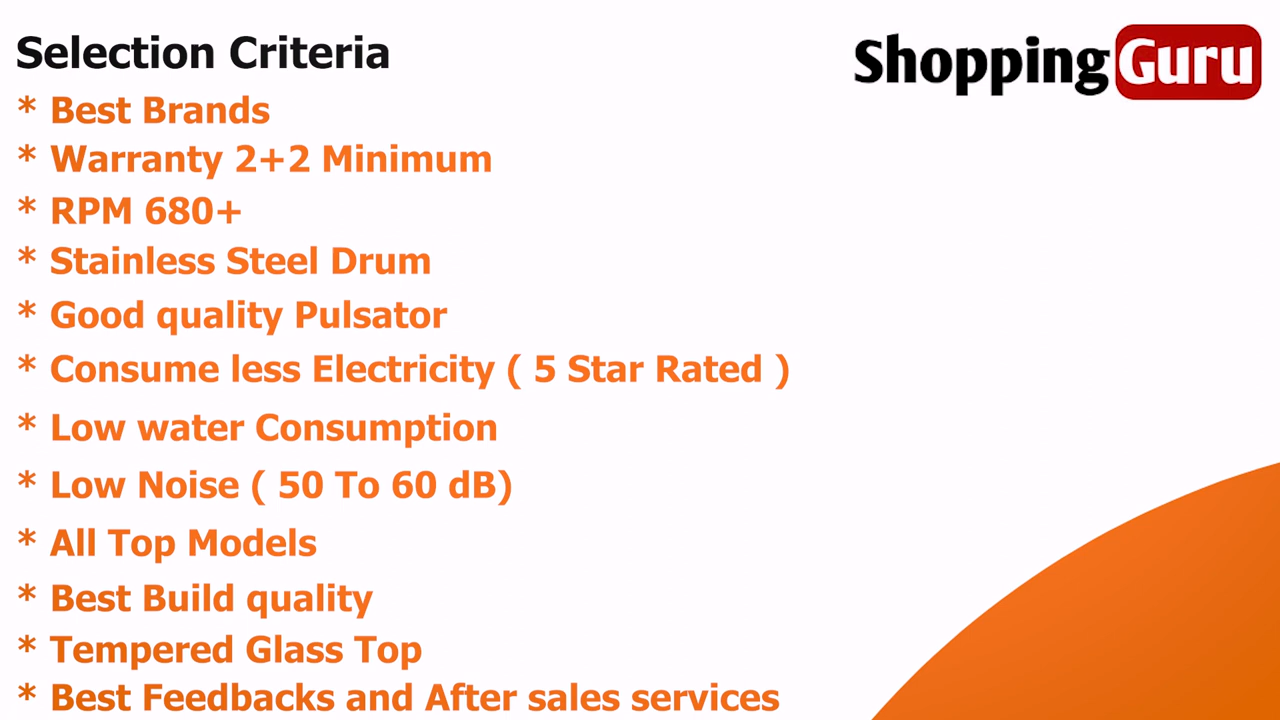 Selection Criteria
ShoppingGuru
* Best Brands
* Warranty 2+2 Minimum
* RPM 680+
* Stainless Steel Drum
* Good quality Pulsator
* Consume less Electricity ( 5 Star Rated )
* Low water Consumption
* Low Noise ( 50 To 60 dB)
* All Top Models
* Best Build quality
* Tempered Glass Top
* Best Feedbacks and After sales services